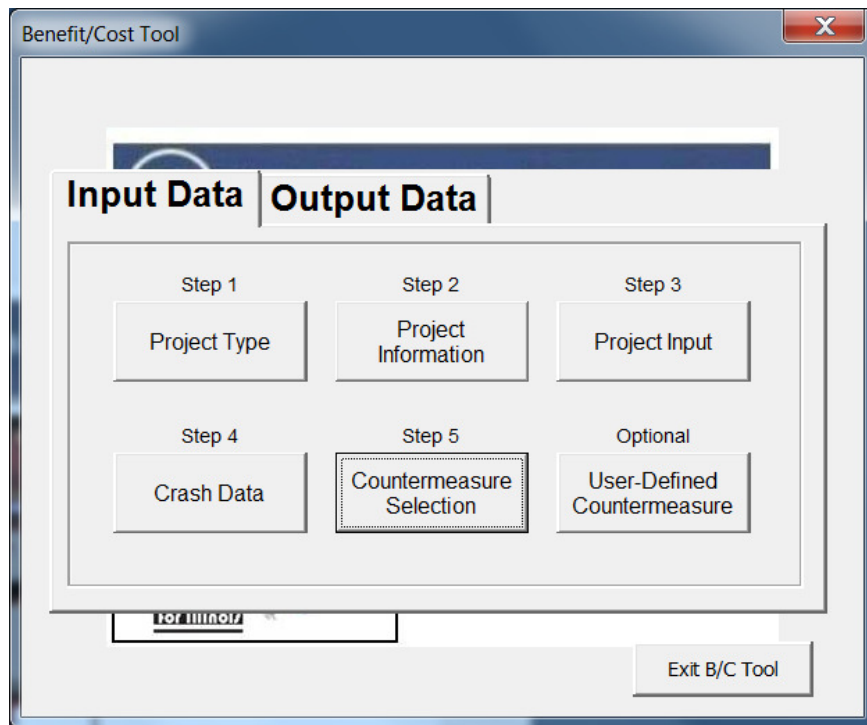 Benefit/Cost Tool
X
Input Data
Output Data
Step 1
Step 2
Step 3
Project Type
Project
Information
Project Input
Step 4
Step 5
Optional
Crash Data
Countermeasure
Selection
User-Defined
Countermeasure
for Illinois
Exit B/C Tool